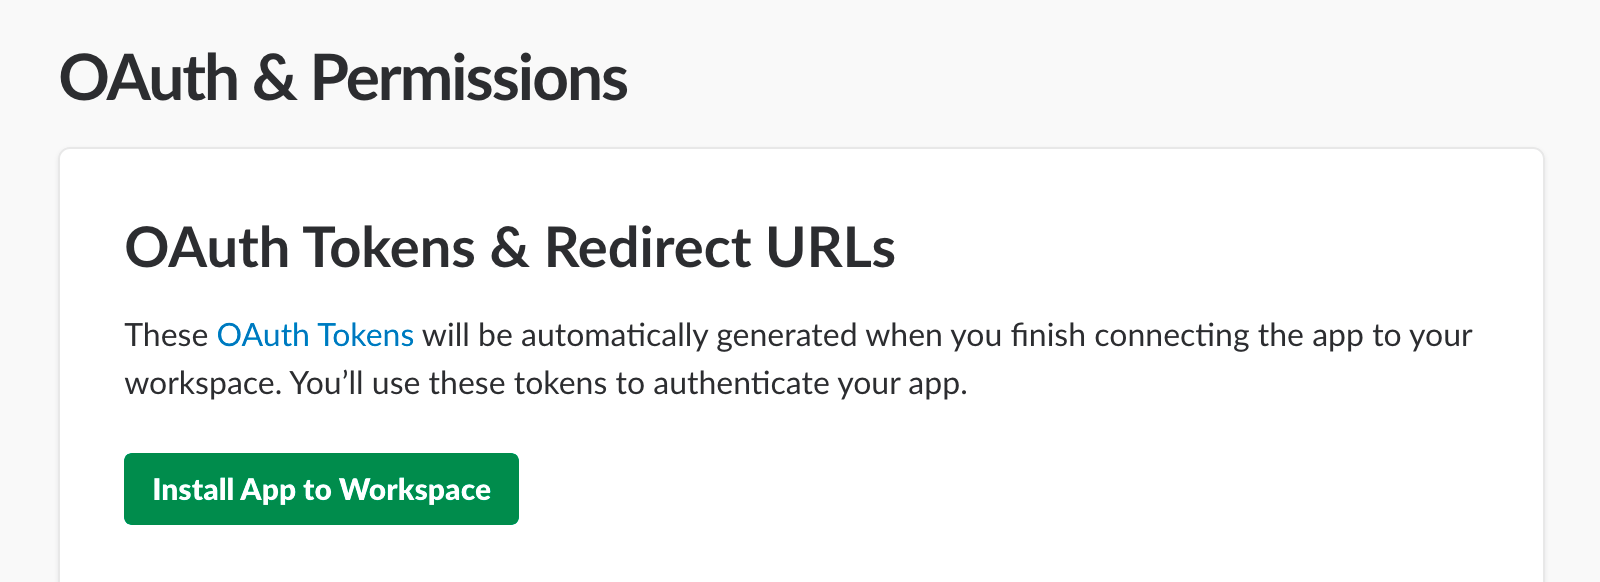 OAuth & Permissions
OAuth Tokens & Redirect URLs
These OAuth Tokens will be automatically generated when you finish connecting the app to your
workspace. You’ll use these tokens to authenticate your app.
Install App to Workspace